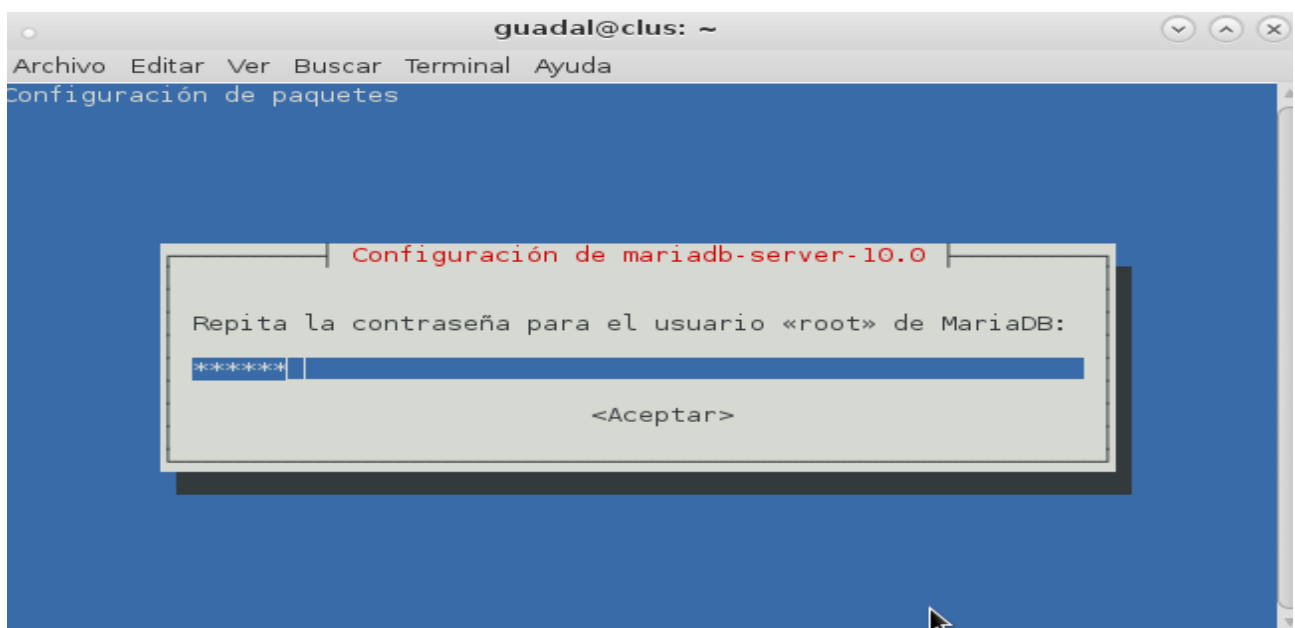 guadal@clus: ~
Archivo Editar Ver Buscar Terminal Ayuda
Configuración de paquetes
Configuración de mariadb-server-10.0
Repita la contraseña para el usuario «root» de MariaDB:
******
<Aceptar>